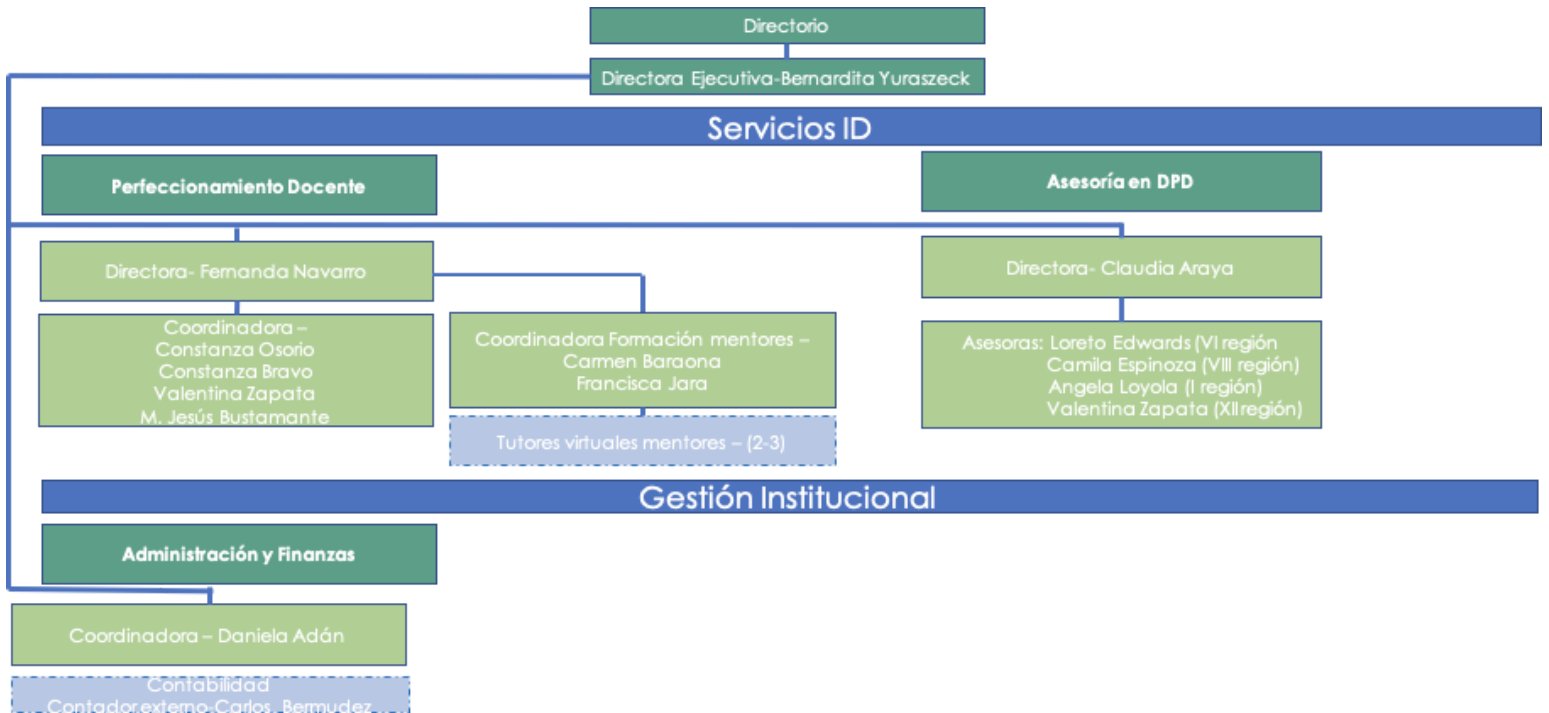 Directorio
Directora Ejecutiva-Bernardita Yuraszeck
Servicios ID
Perfeccionamiento Docente
Asesoría en DPD
Directora- Fernanda Navarro
Directora- Claudia Araya
Coordinadora –
Constanza Osorio
Constanza Bravo
Valentina Zapata
M. Jesús Bustamante
Coordinadora Formación mentores –
Carmen Baraona
Francisca Jara
Tutores virtuales mentores – (2-3)
Asesoras: Loreto Edwards (VI región
Camila Espinoza (VIII región)
Angela Loyola (I región)
Valentina Zapata (XII región)
Gestión Institucional
Administración y Finanzas
Coordinadora – Daniela Adán
Contabilidad
Contador externo-Carlos Bermudez